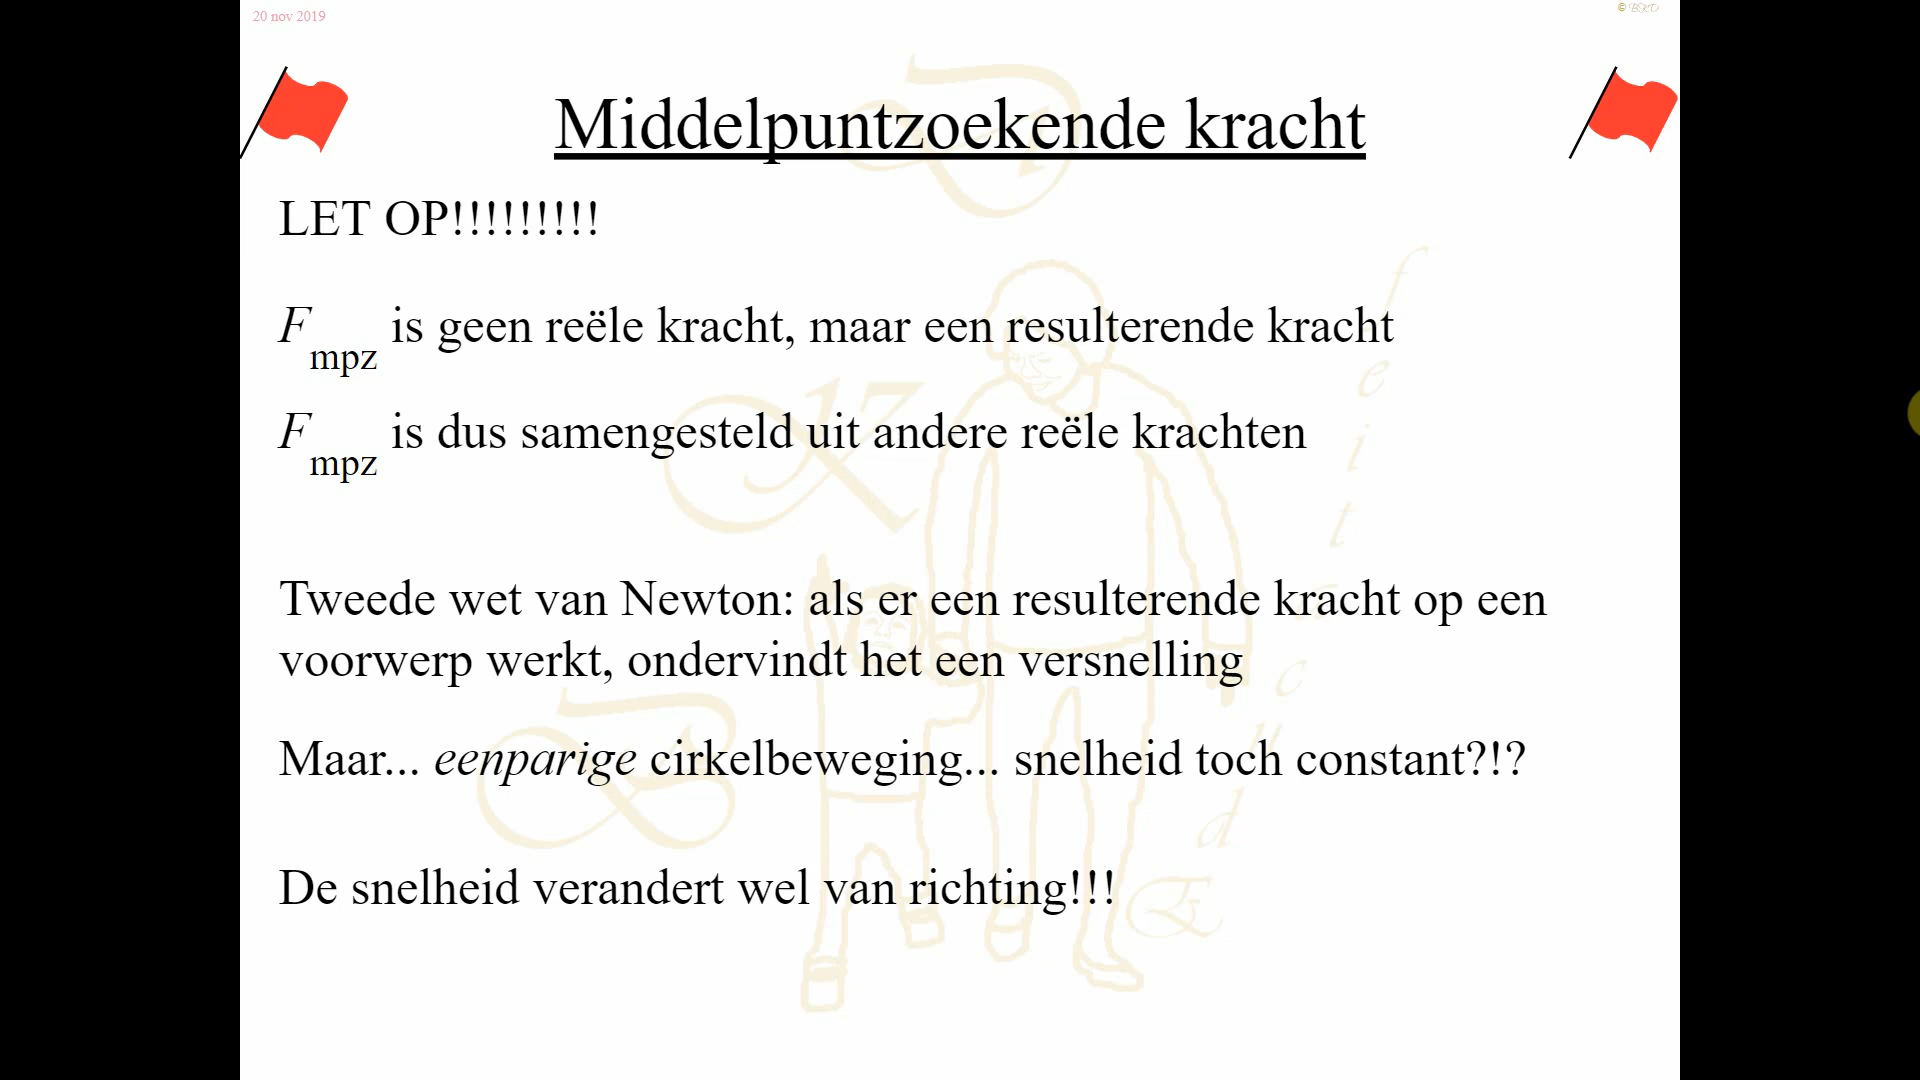 20 nov 2019
© BKD
Middelpuntzoekende kracht
LET OP!!!!!!!!!
F mpz is geen reële kracht, maar een resulterende kracht
F mpz is dus samengesteld uit andere reële krachten
Tweede wet van Newton: als er een resulterende kracht op een
voorwerp werkt, ondervindt het een versnelling
Maar... eenparige cirkelbeweging... snelheid toch constant?!?
De snelheid verandert wel van richting!!!